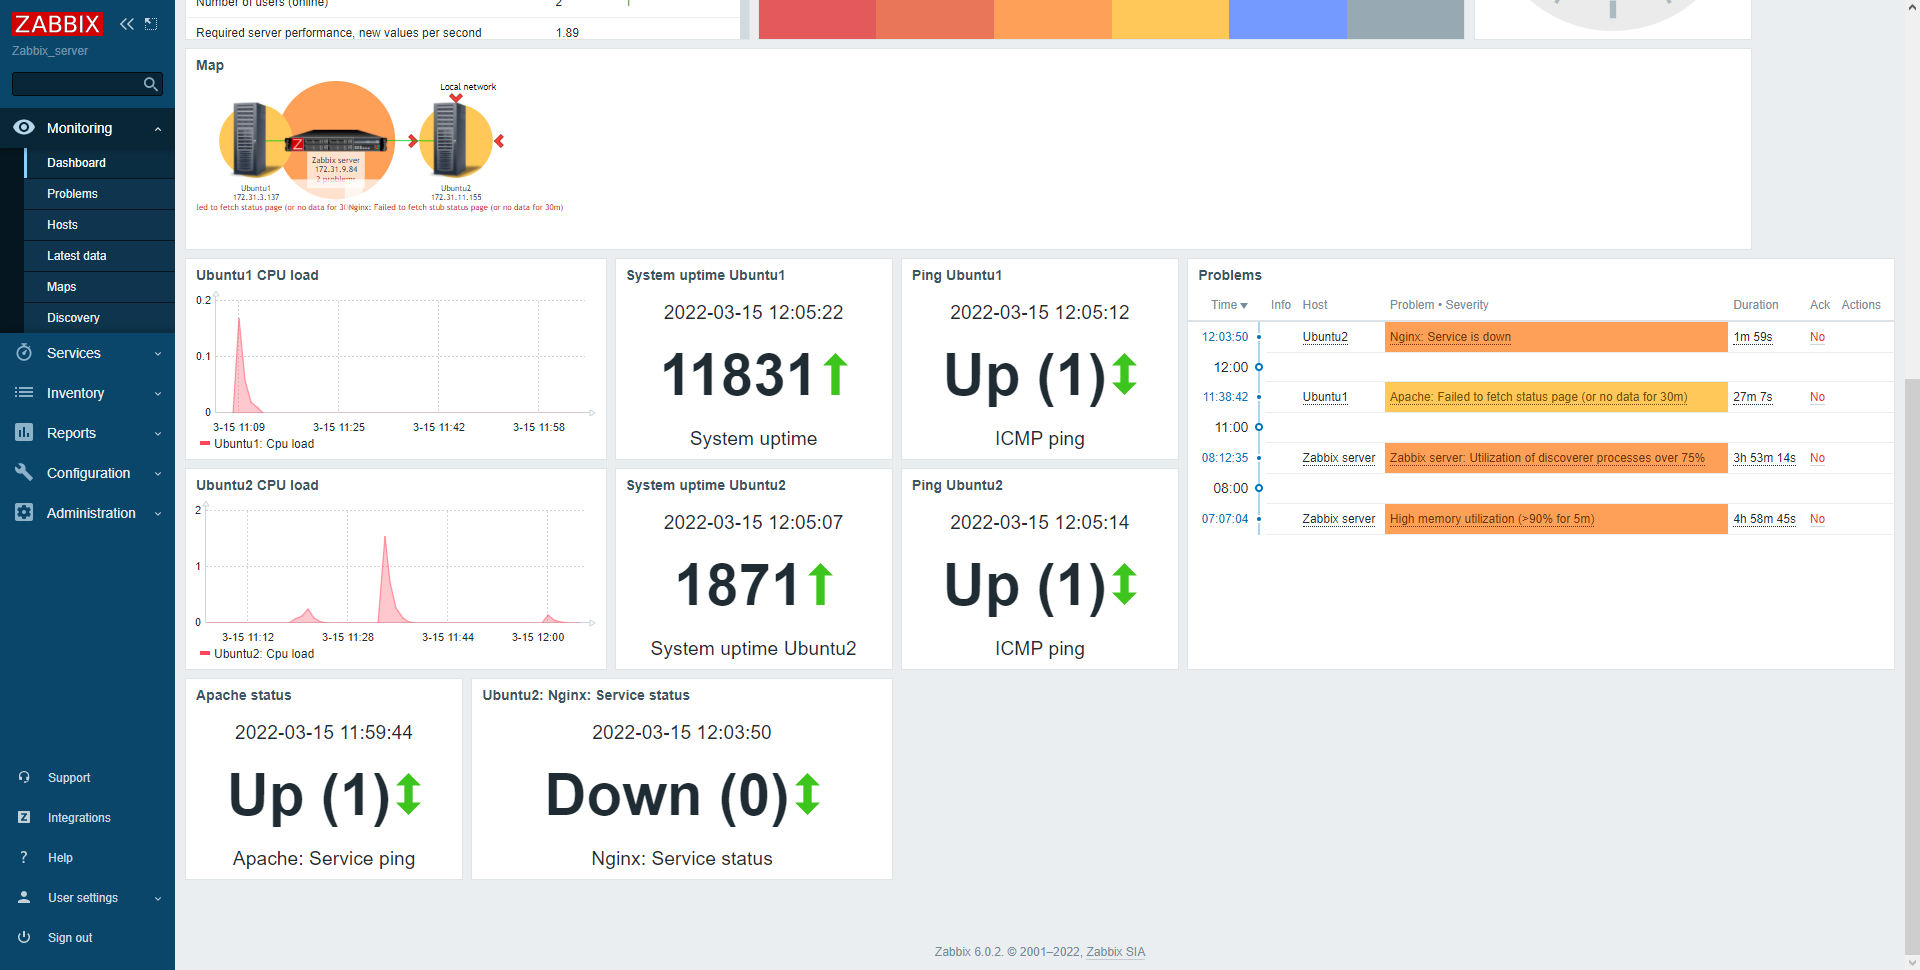 ZABBIX
Zabbix_server
Monitoring
Dashboard
Problems
Hosts
Latest data
Maps
Discovery
Services
Inventory
Reports
Configuration
Administration
Support
Integrations
Help
User settings
Sign out
Number of users (online) 2 1
Required server performance, new values per second 1.89
Map
Local network
Zabbix server
172.31.9.84
2 problems
Ubuntu1
172.31.3.137
Ubuntu2
172.31.11.155
led to fetch status page (or no data for 30
Nginx: Failed to fetch stub status page (or no data for 30m)
Ubuntu1 CPU load
0.2
0.1
0
3-15 11:09 3-15 11:25 3-15 11:42 3-15 11:58
Ubuntu1: Cpu load
System uptime Ubuntu1
2022-03-15 12:05:22
11831
System uptime
Ping Ubuntu1
2022-03-15 12:05:12
Up (1)
ICMP ping
Problems
Time Info Host Problem • Severity Duration Ack Actions
12:03:50 Ubuntu2 Nginx: Service is down 1m 59s No
12:00
11:38:42 Ubuntu1 Apache: Failed to fetch status page (or no data for 30m) 27m 7s No
11:00
08:12:35 Zabbix server Zabbix server: Utilization of discoverer processes over 75% 3h 53m 14s No
08:00
07:07:04 Zabbix server High memory utilization (>90% for 5m) 4h 58m 45s No
Ubuntu2 CPU load
2
1
0
3-15 11:12 3-15 11:28 3-15 11:44 3-15 12:00
Ubuntu2: Cpu load
System uptime Ubuntu2
2022-03-15 12:05:07
1871
System uptime Ubuntu2
Ping Ubuntu2
2022-03-15 12:05:14
Up (1)
ICMP ping
Apache status
2022-03-15 11:59:44
Up (1)
Apache: Service ping
Ubuntu2: Nginx: Service status
2022-03-15 12:03:50
Down (0)
Nginx: Service status
Zabbix 6.0.2. © 2001–2022, Zabbix SIA